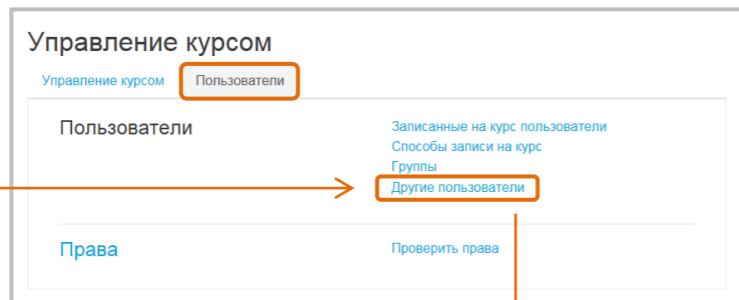 Управление курсом
Управление курсом Пользователи
Пользователи
Записанные на курс пользователи
Способы записи на курс
Группы
Другие пользователи
Права
Проверить права